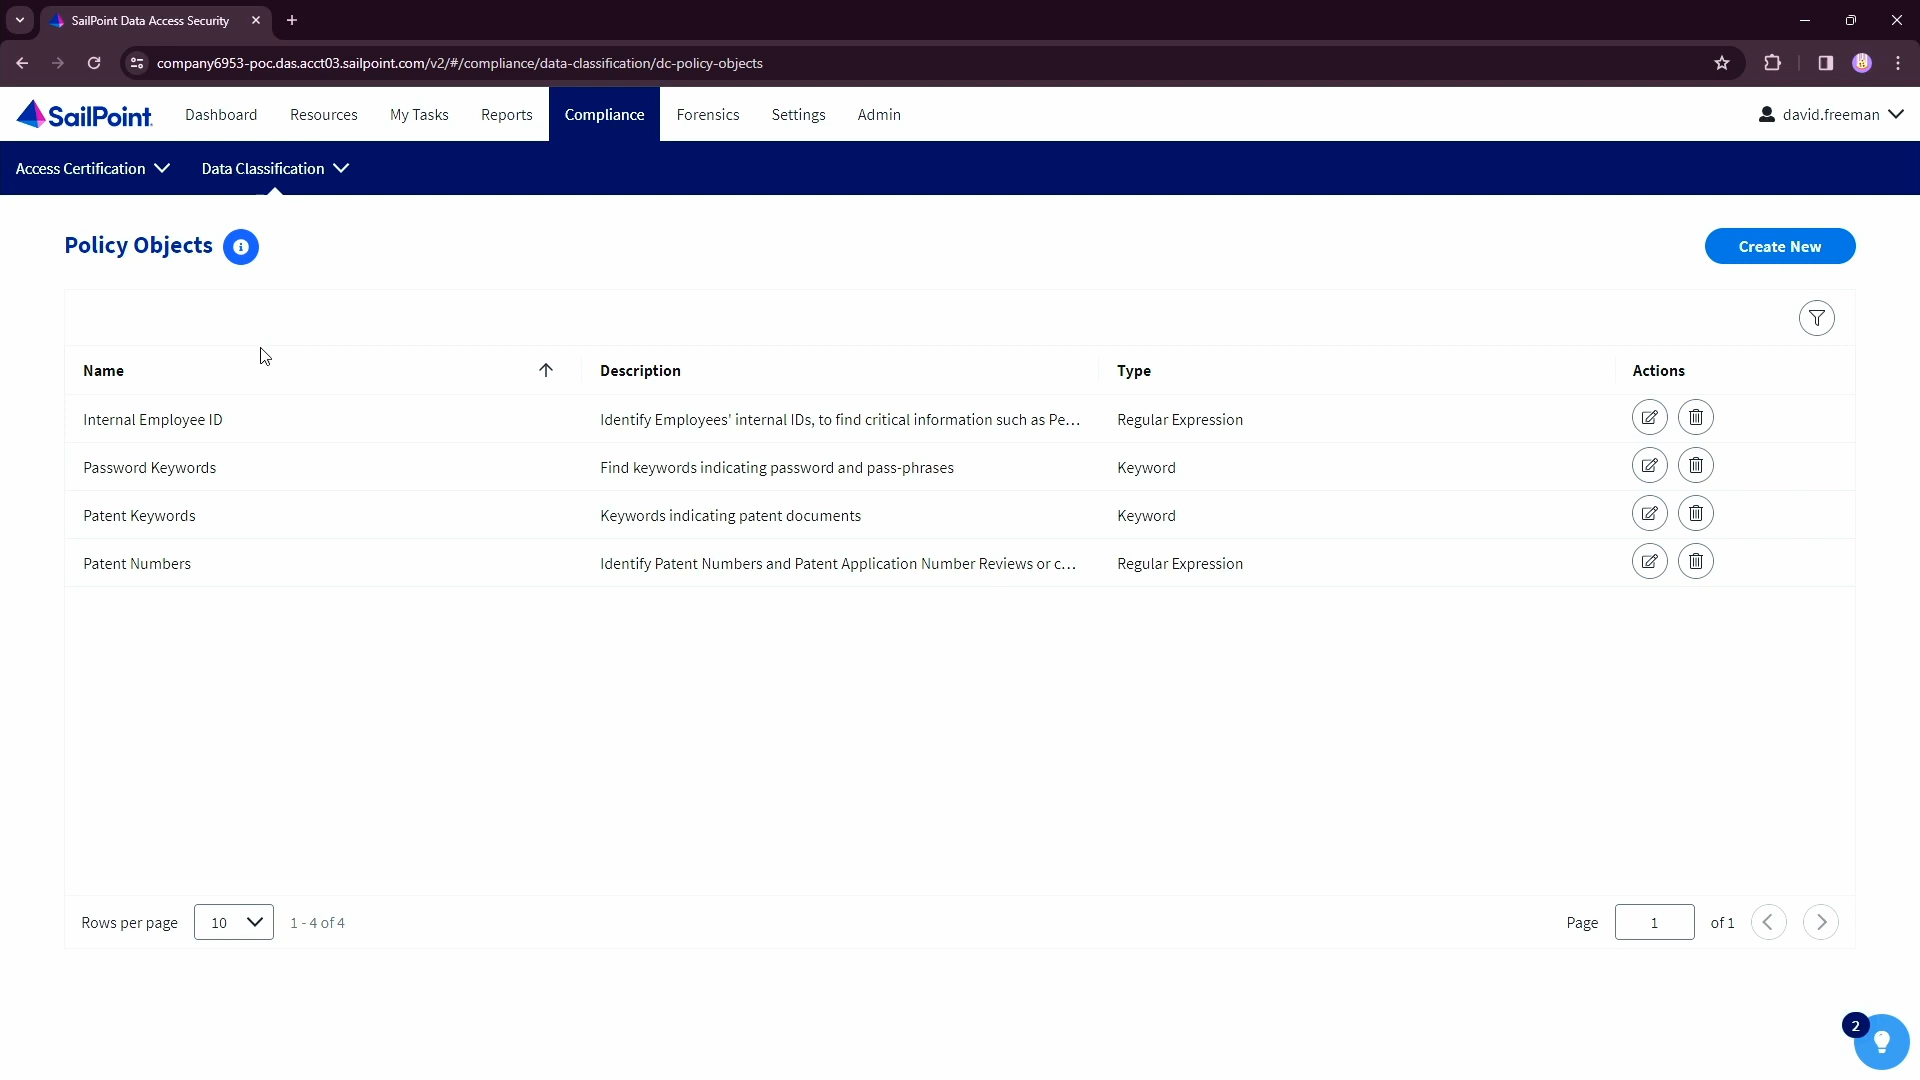 SailPoint Data Access Security
company6953-poc.das.acct03.sailpoint.com/v2/#/compliance/data-classification/dc-policy-objects
SailPoint. Dashboard Resources My Tasks Reports Compliance Forensics Settings Admin david.freeman
Access Certification Data Classification
Policy Objects Create New
Name Description Type Actions
Internal Employee ID Identify Employees' internal IDs, to find critical information such as Pe... Regular Expression
Password Keywords Find keywords indicating password and pass-phrases Keyword
Patent Keywords Keywords indicating patent documents Keyword
Patent Numbers Identify Patent Numbers and Patent Application Number Reviews or c... Regular Expression
Rows per page 10 1 - 4 of 4 Page 1 of 1
2